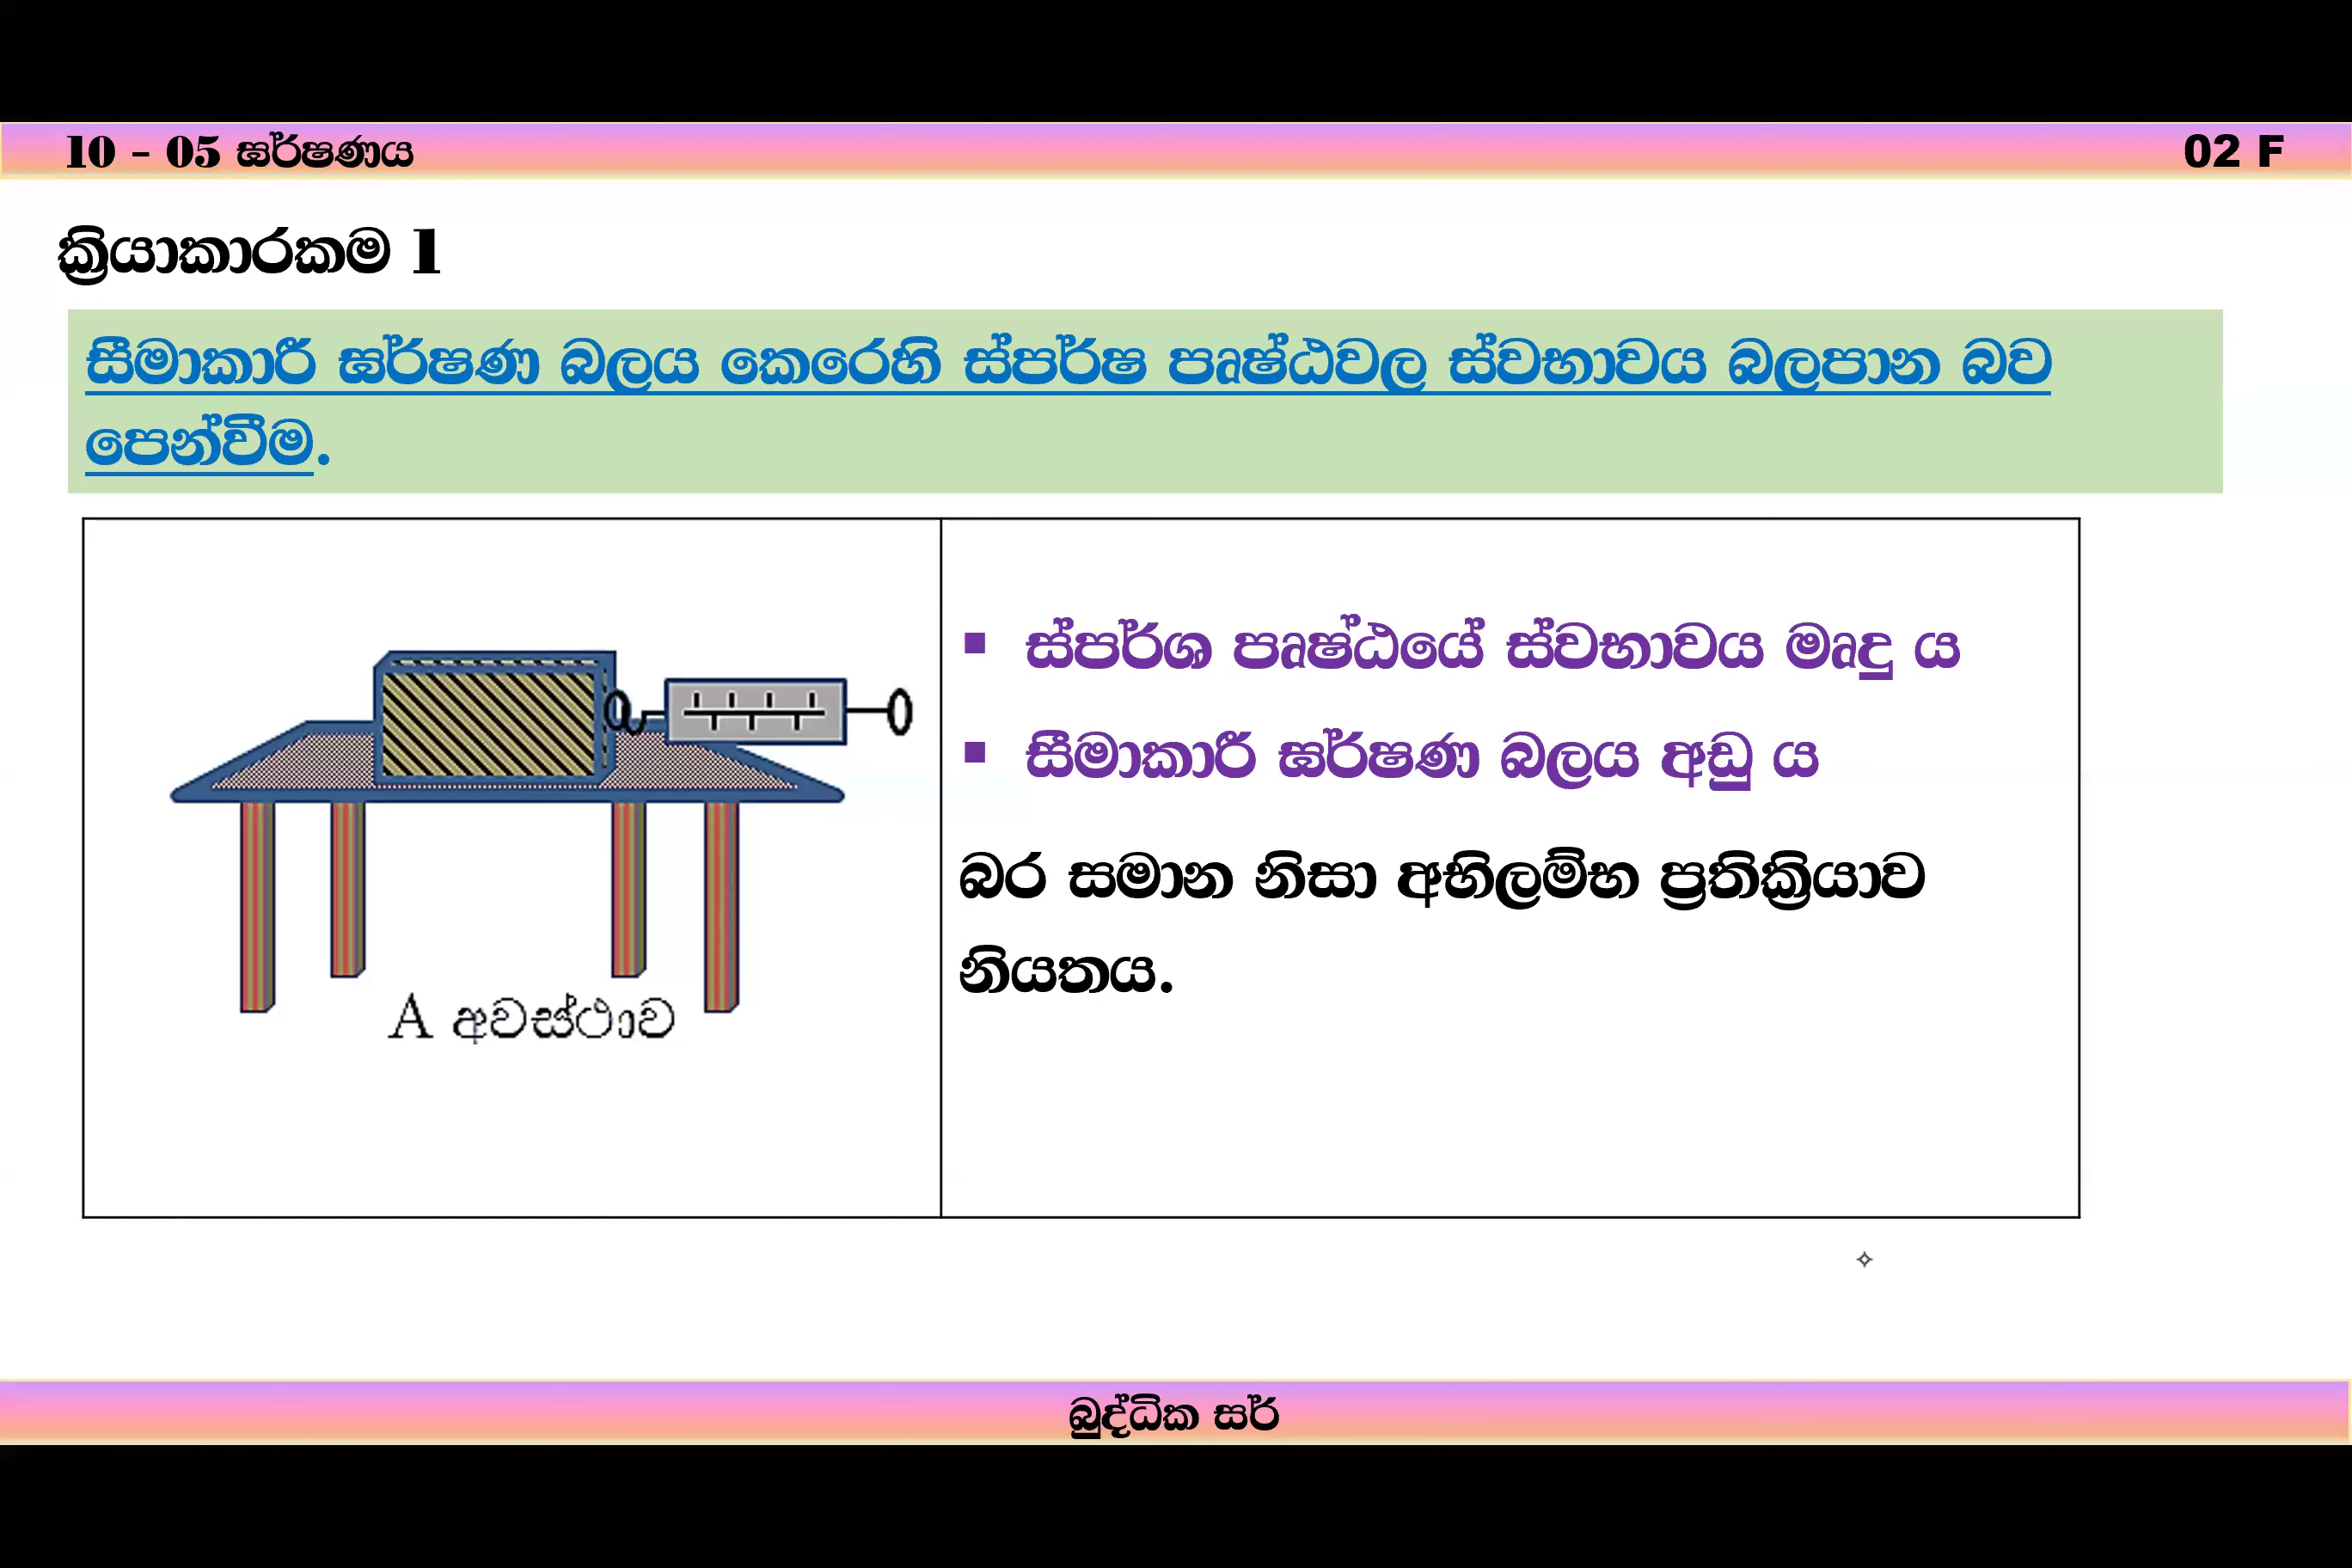 10 – 05 ඝර්ෂණය
02 F
ක්‍රියාකාරකම 1
සීමාකාරී ඝර්ෂණ බලය කෙරෙහි ස්පර්ෂ පෘෂ්ඨවල ස්වභාවය බලපාන බව
පෙන්වීම.
▪ ස්පර්ශ පෘෂ්ඨයේ ස්වභාවය මෘදු ය
▪ සීමාකාරී ඝර්ෂණ බලය අඩු ය
බර සමාන නිසා අභිලම්භ ප්‍රතික්‍රියාව
නියතය.
A අවස්ථාව
බුද්ධික සර්